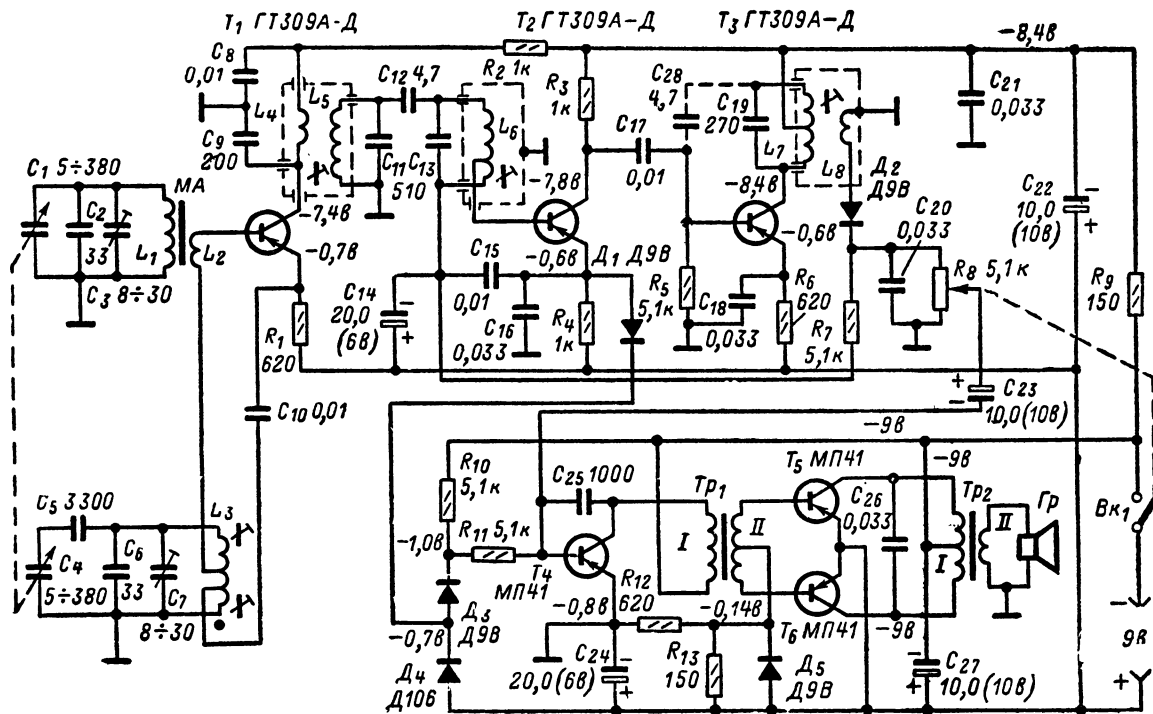 T₁ ГТ309А-Д
T₂ ГТ309А-Д
T₃ ГТ309А-Д
C₈
0,01
C₉
200
L₄
L₅
C₁₂ 4,7
R₂ 1к
R₃
1к
C₂₈
4,7
C₁₉
270
-8,4в
C₂₁
0,033
C₁ 5÷380
МА
C₂
33
C₃ 8÷30
L₁
L₂
C₁₁
C₁₃
510
L₆
C₁₇
0,01
L₇
L₈
Д₂
Д9В
C₂₂
10,0
(10в)
-7,4в
-7,8в
-8,4в
-0,7в
-0,6в
-0,6в
C₂₀
0,033
R₈ 5,1к
R₉
150
R₁
620
C₁₄
20,0
(6в)
C₁₅
0,01
C₁₆
0,033
Д₁ Д9В
R₄
1к
R₅
5,1к
C₁₈
0,033
R₆
620
R₇
5,1к
C₁₀ 0,01
C₂₃
10,0(10в)
-9в
C₅ 3300
C₄
5÷380
C₆
33
C₇
8÷30
L₃
R₁₀
5,1к
C₂₅ 1000
Тр₁
I
II
T₅ МП41
C₂₆
0,033
-9в
Тр₂
I
II
Гр
Вк₁
-1,0в
R₁₁ 5,1к
T₄
МП41
R₁₂
620
-0,8в
-0,14в
T₆ МП41
-9в
Д₃
Д9В
-0,7в
Д₄
Д106
C₂₄
20,0(6в)
R₁₃
150
Д₅
Д9В
C₂₇
10,0(10в)
-
9в
+